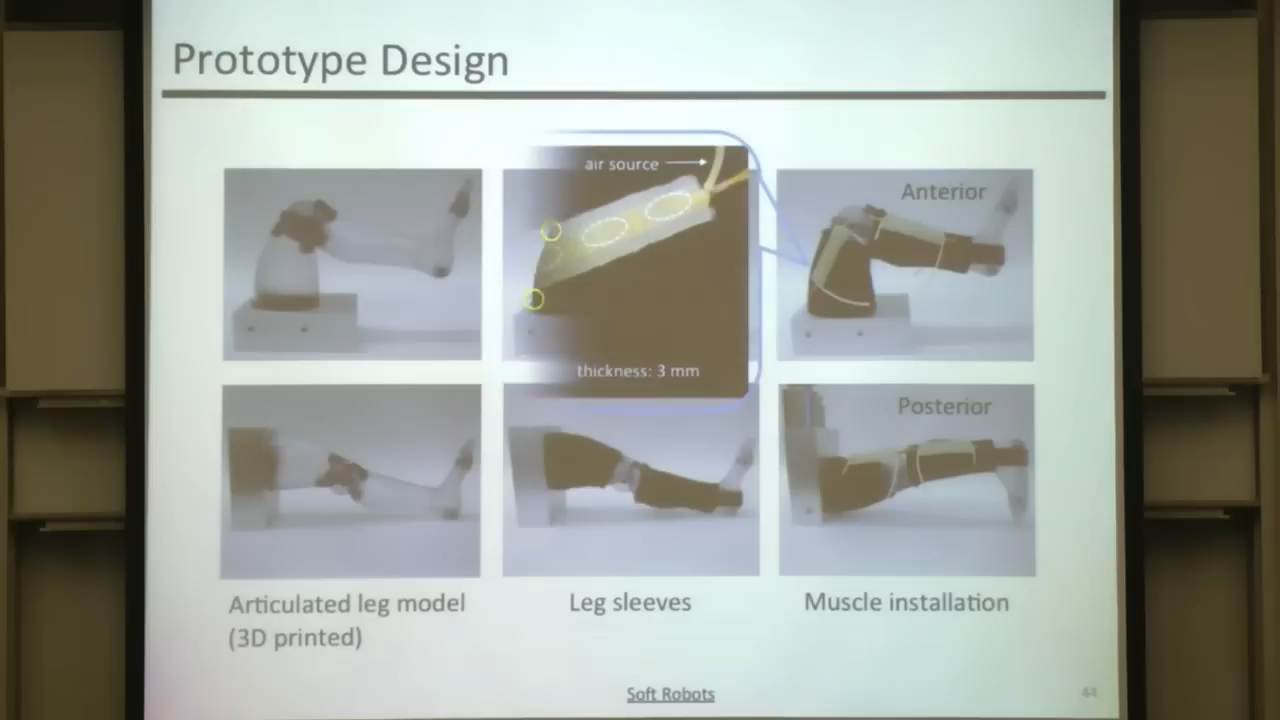 Prototype Design
air source
Anterior
thickness: 3 mm
Posterior
Articulated leg model
(3D printed)
Leg sleeves
Muscle installation
Soft Robots
44